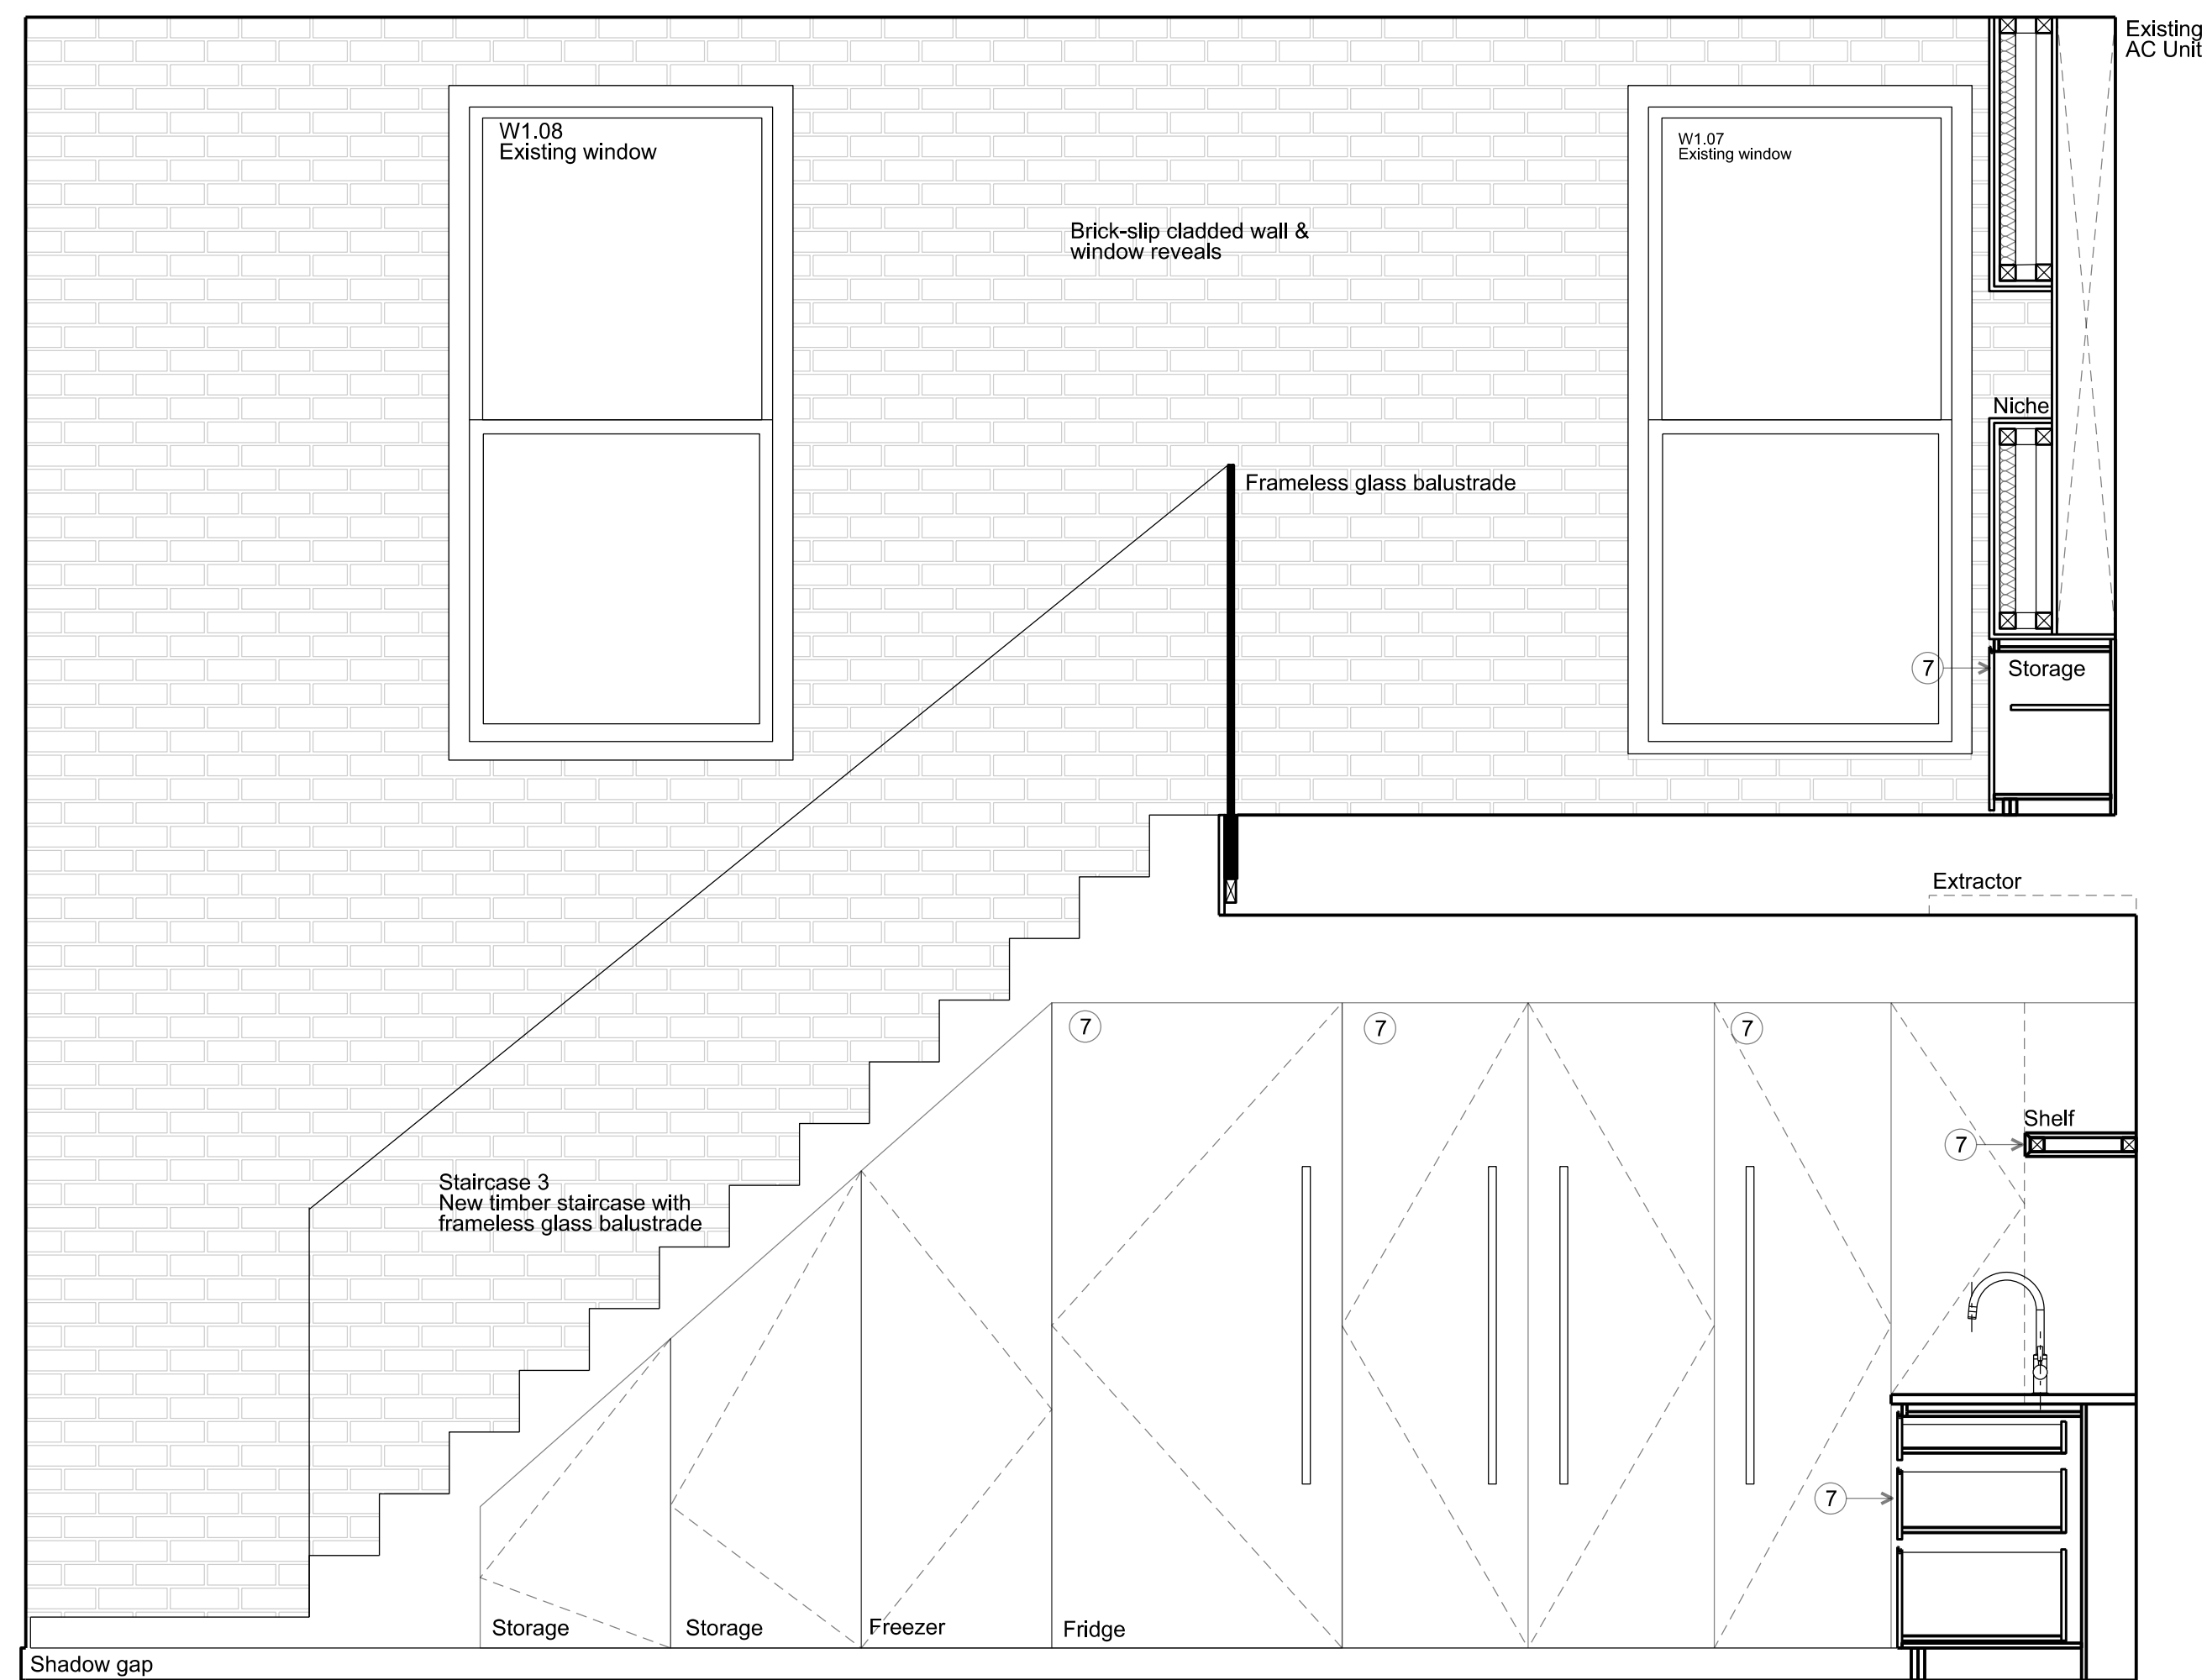 Existing
AC Unit
W1.08
Existing window
W1.07
Existing window
Brick-slip cladded wall &
window reveals
Niche
Frameless glass balustrade
7
Storage
Extractor
7
7
7
Shelf
7
Staircase 3
New timber staircase with
frameless glass balustrade
7
Storage
Storage
Freezer
Fridge
Shadow gap